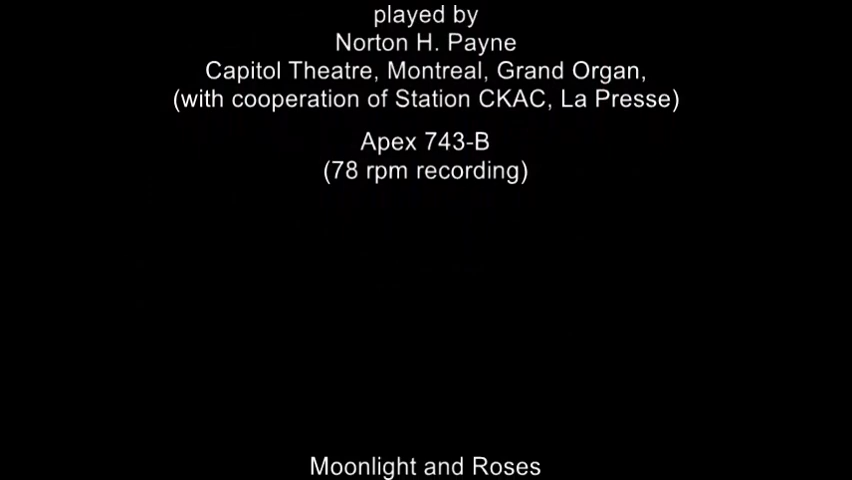 played by
Norton H. Payne
Capitol Theatre, Montreal, Grand Organ,
(with cooperation of Station CKAC, La Presse)
Apex 743-B
(78 rpm recording)
Moonlight and Roses